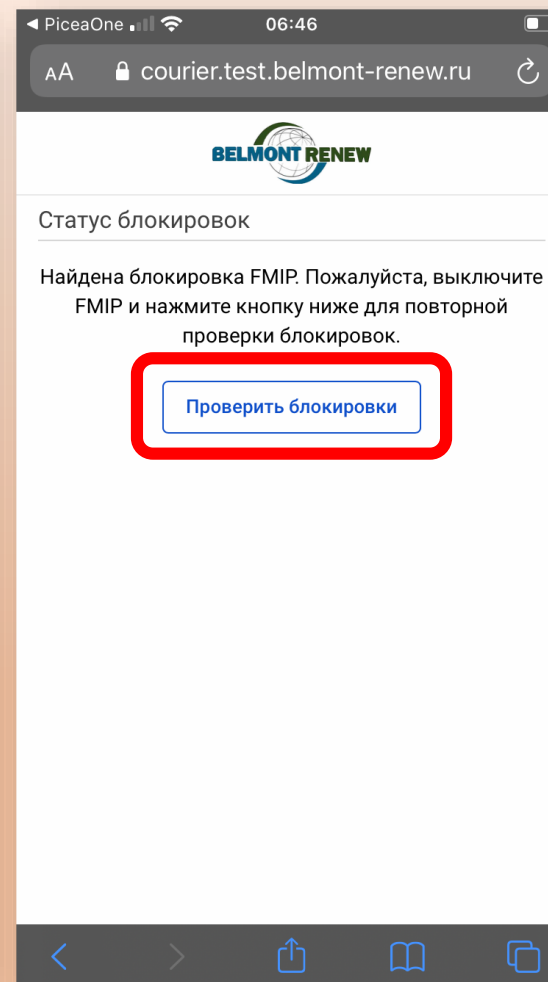 PiceaOne 06:46
AA courier.test.belmont-renew.ru
BELMONT RENEW
Статус блокировок
Найдена блокировка FMIP. Пожалуйста, выключите
FMIP и нажмите кнопку ниже для повторной
проверки блокировок.
Проверить блокировки